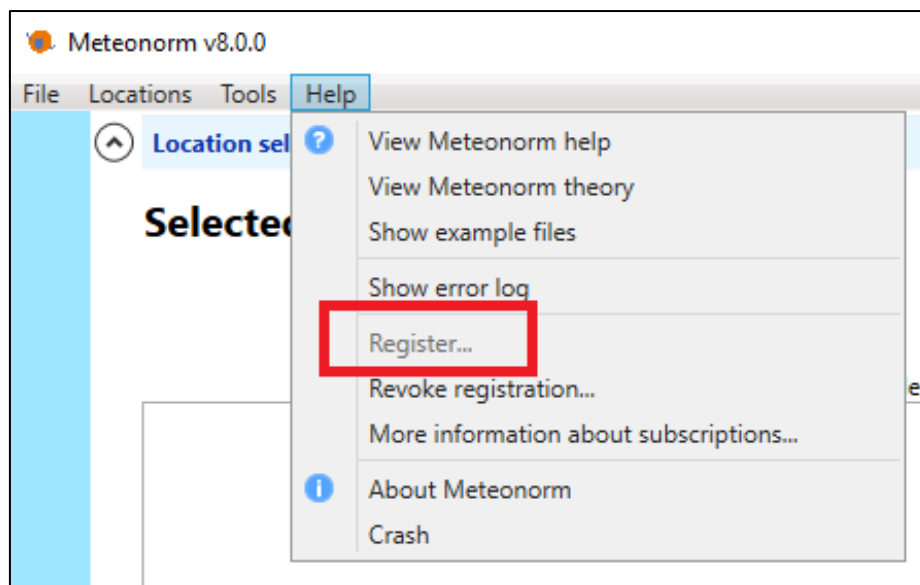 Meteonorm v8.0.0
File Locations Tools Help
Location sel
View Meteonorm help
View Meteonorm theory
Selected
Show example files
Show error log
Register...
Revoke registration...
More information about subscriptions...
About Meteonorm
Crash